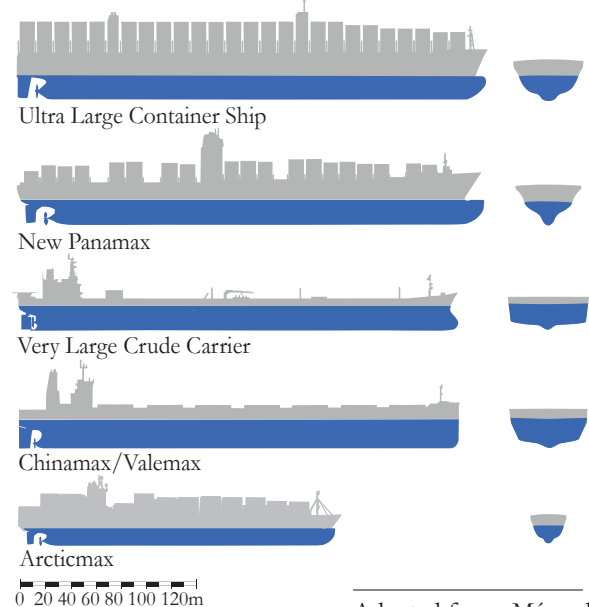 Ultra Large Container Ship
New Panamax
Very Large Crude Carrier
Chinamax/Valemax
Arcticmax
0 20 40 60 80 100 120m